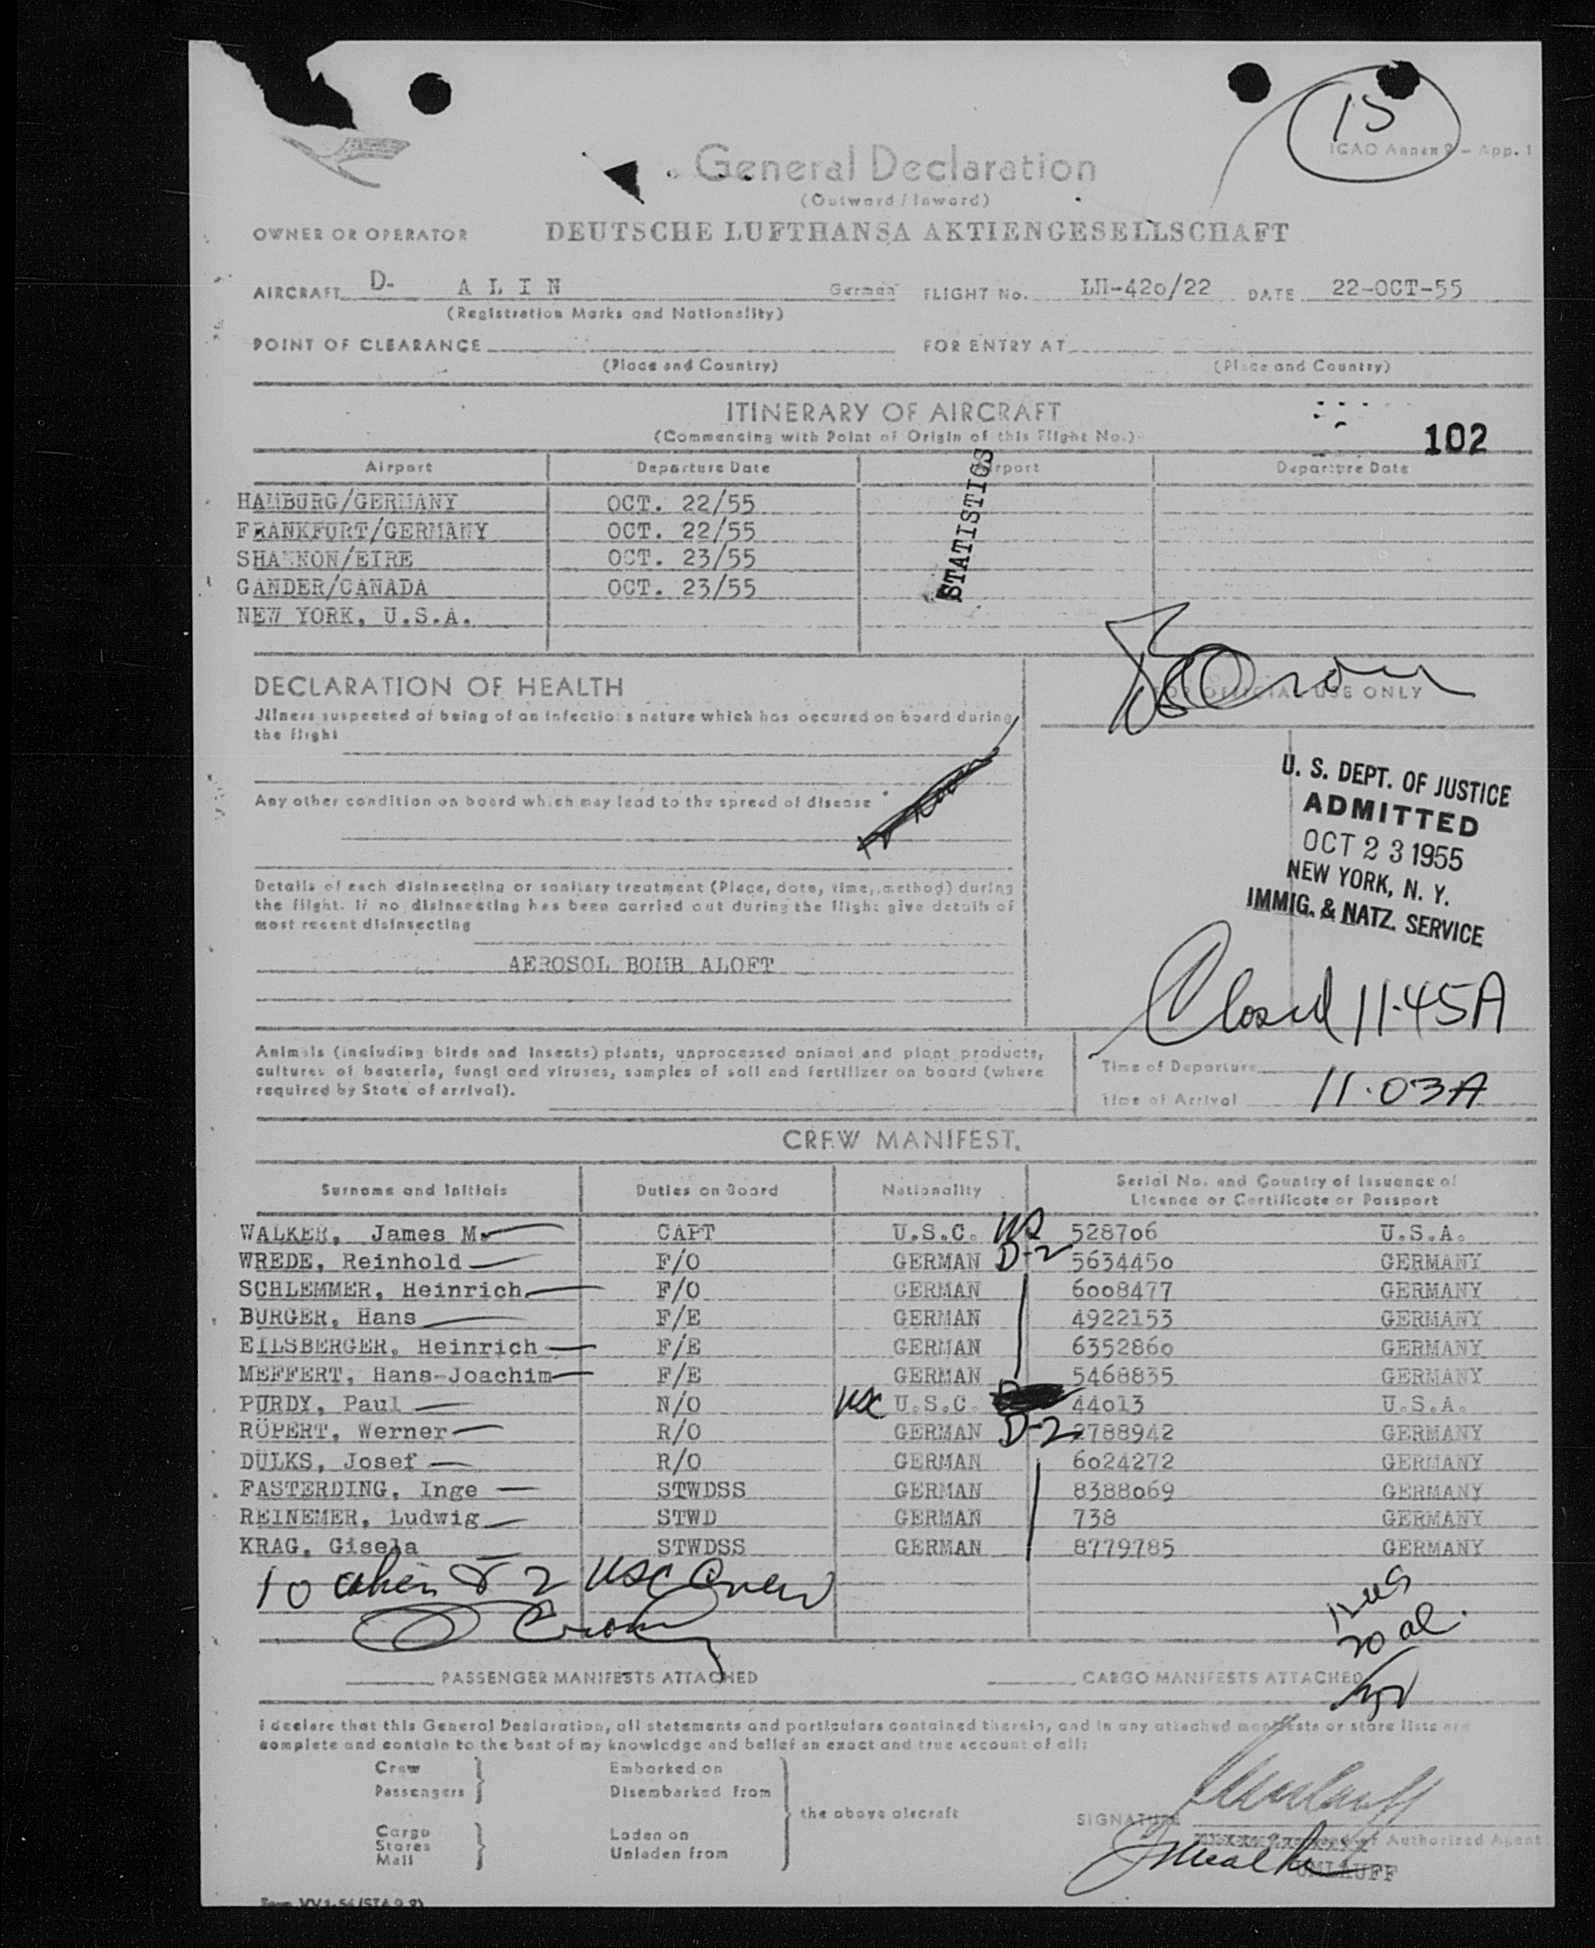 15
ICAO Annex 9 – App. 1
General Declaration
(Outward / Inward)
OWNER OR OPERATOR DEUTSCHE LUFTHANSA AKTIENGESELLSCHAFT
AIRCRAFT D- A L I N German FLIGHT No. LH-420/22 DATE 22-OCT-55
(Registration Marks and Nationality)
POINT OF CLEARANCE FOR ENTRY AT
(Place and Country) (Place and Country)
ITINERARY OF AIRCRAFT
(Commencing with Point of Origin of this Flight No.)
102
Airport Departure Date Airport Departure Date
STATISTICS
HAMBURG/GERMANY OCT. 22/55
FRANKFURT/GERMANY OCT. 22/55
SHANNON/EIRE OCT. 23/55
GANDER/CANADA OCT. 23/55
NEW YORK, U.S.A.
DECLARATION OF HEALTH
FOR OFFICIAL USE ONLY
Jllness suspected of being of an infectious nature which has occured on board during
the flight
Any other condition on board which may lead to the spread of disease
U. S. DEPT. OF JUSTICE
ADMITTED
OCT 23 1955
NEW YORK, N. Y.
IMMIG. & NATZ. SERVICE
Details of each disinsecting or sanitary treatment (Place, date, time, method) during
the flight. If no disinsecting has been carried out during the flight give details of
most recent disinsecting
AEROSOL BOMB ALOFT
Closed 11.45A
Animals (including birds and insects) plants, unprocessed animal and plant products,
cultures of bacteria, fungi and viruses, samples of soil and fertilizer on board (where
required by State of arrival).
Time of Departure
Time of Arrival 11.03A
CREW MANIFEST.
Surname and Initials Duties on Board Nationality Serial No. and Country of Issuance of
Licence or Certificate or Passport
WALKER, James M. CAPT U.S.C. US 528706 U.S.A.
WREDE, Reinhold F/O GERMAN D-2 5634450 GERMANY
SCHLEMMER, Heinrich F/O GERMAN 6008477 GERMANY
BURGER, Hans F/E GERMAN 4922153 GERMANY
EILSBERGER, Heinrich F/E GERMAN 6352860 GERMANY
MEFFERT, Hans-Joachim F/E GERMAN 5468835 GERMANY
PURDY, Paul N/O USC U.S.C. 44013 U.S.A.
RÜPERT, Werner R/O GERMAN D-2 2788942 GERMANY
DÜLKS, Josef R/O GERMAN 6024272 GERMANY
FASTERDING, Inge STWDSS GERMAN 8388069 GERMANY
REINEMER, Ludwig STWD GERMAN 738 GERMANY
KRAG, Gisela STWDSS GERMAN 8779785 GERMANY
10 alien & 2 USC Crew
20 al.
PASSENGER MANIFESTS ATTACHED CARGO MANIFESTS ATTACHED
I declare that this General Declaration, all statements and particulars contained therein, and in any attached manifests or store lists are
complete and contain to the best of my knowledge and belief an exact and true account of all:
Crew
Passengers
Embarked on
Disembarked from
the above aircraft
Cargo
Stores
Mail
Loaden on
Unladen from
SIGNATURE
Authorized Agent
UMLAUFF